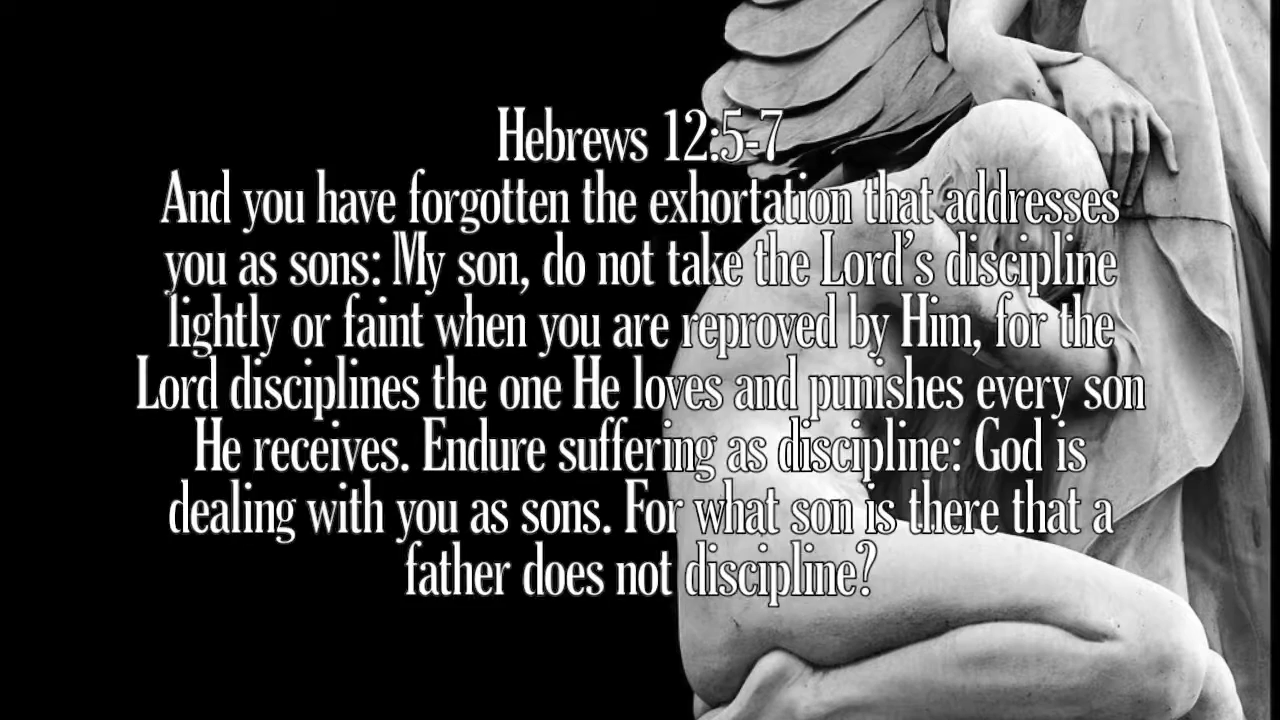 Hebrews 12:5-7
And you have forgotten the exhortation that addresses
you as sons: My son, do not take the Lord's discipline
lightly or faint when you are reproved by Him, for the
Lord disciplines the one He loves and punishes every son
He receives. Endure suffering as discipline: God is
dealing with you as sons. For what son is there that a
father does not discipline?